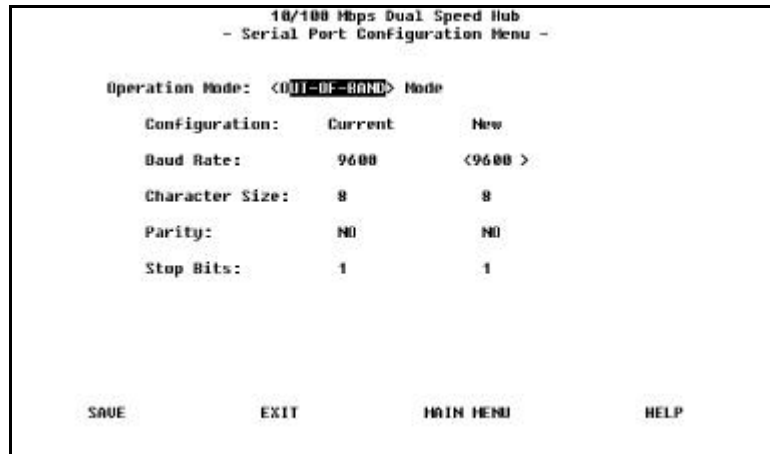 10/100 Mbps Dual Speed Hub
- Serial Port Configuration Menu -
Operation Mode: <OUT-OF-BAND> Mode
Configuration: Current New
Baud Rate: 9600 <9600 >
Character Size: 8 8
Parity: NO NO
Stop Bits: 1 1
SAVE EXIT MAIN MENU HELP